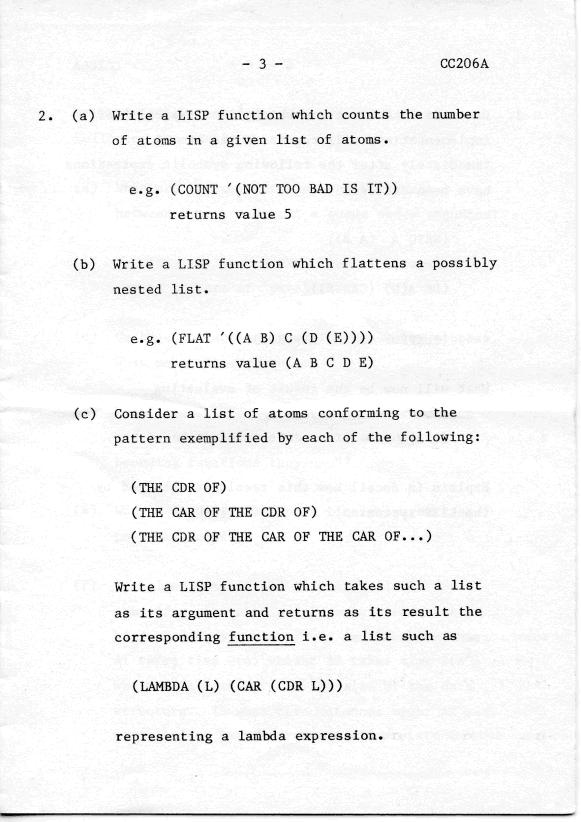 - 3 - CC206A
2. (a) Write a LISP function which counts the number
of atoms in a given list of atoms.
e.g. (COUNT '(NOT TOO BAD IS IT))
returns value 5
(b) Write a LISP function which flattens a possibly
nested list.
e.g. (FLAT '((A B) C (D (E))))
returns value (A B C D E)
(c) Consider a list of atoms conforming to the
pattern exemplified by each of the following:
(THE CDR OF)
(THE CAR OF THE CDR OF)
(THE CDR OF THE CAR OF THE CAR OF...)
Write a LISP function which takes such a list
as its argument and returns as its result the
corresponding function i.e. a list such as
(LAMBDA (L) (CAR (CDR L)))
representing a lambda expression.